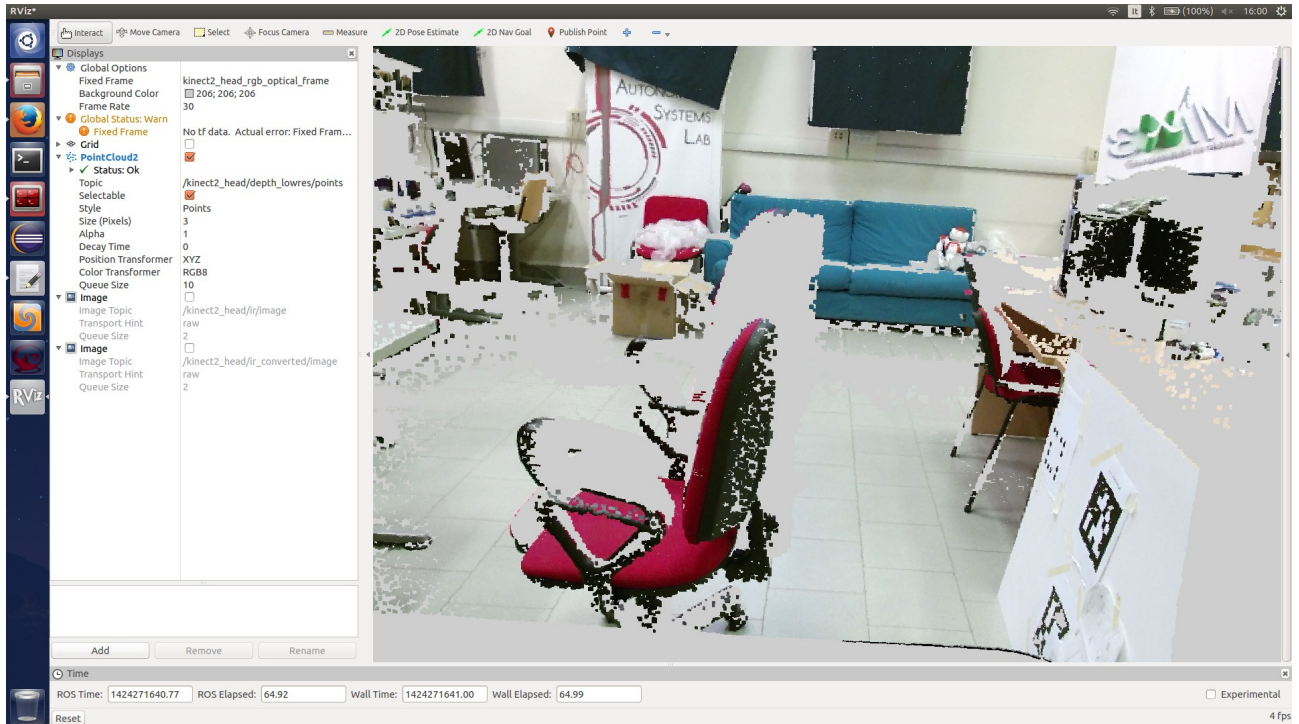 RViz*
It
(100%)
16:00
Interact
Move Camera
Select
Focus Camera
Measure
2D Pose Estimate
2D Nav Goal
Publish Point
Displays
Global Options
Fixed Frame kinect2_head_rgb_optical_frame
Background Color 206; 206; 206
Frame Rate 30
Global Status: Warn
Fixed Frame No tf data. Actual error: Fixed Fram...
Grid
PointCloud2
Status: Ok
Topic /kinect2_head/depth_lowres/points
Selectable
Style Points
Size (Pixels) 3
Alpha 1
Decay Time 0
Position Transformer XYZ
Color Transformer RGB8
Queue Size 10
Image
Image Topic /kinect2_head/ir/image
Transport Hint raw
Queue Size 2
Image
Image Topic /kinect2_head/ir_converted/image
Transport Hint raw
Queue Size 2
RViz
Systems
Lab
Add Remove Rename
Time
ROS Time: 1424271640.77 ROS Elapsed: 64.92 Wall Time: 1424271641.00 Wall Elapsed: 64.99 Experimental
Reset 4 fps